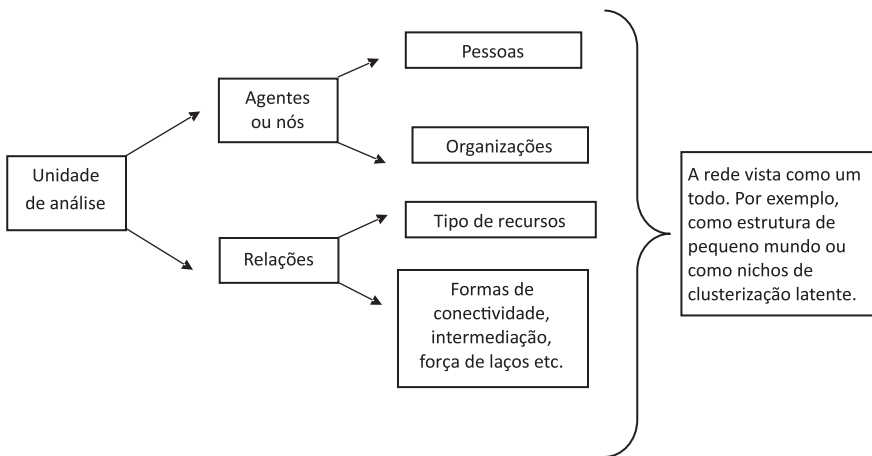 Unidade
de análise
Agentes
ou nós
Relações
Pessoas
Organizações
Tipo de recursos
Formas de
conectividade,
intermediação,
força de laços etc.
A rede vista como um
todo. Por exemplo,
como estrutura de
pequeno mundo ou
como nichos de
clusterização latente.